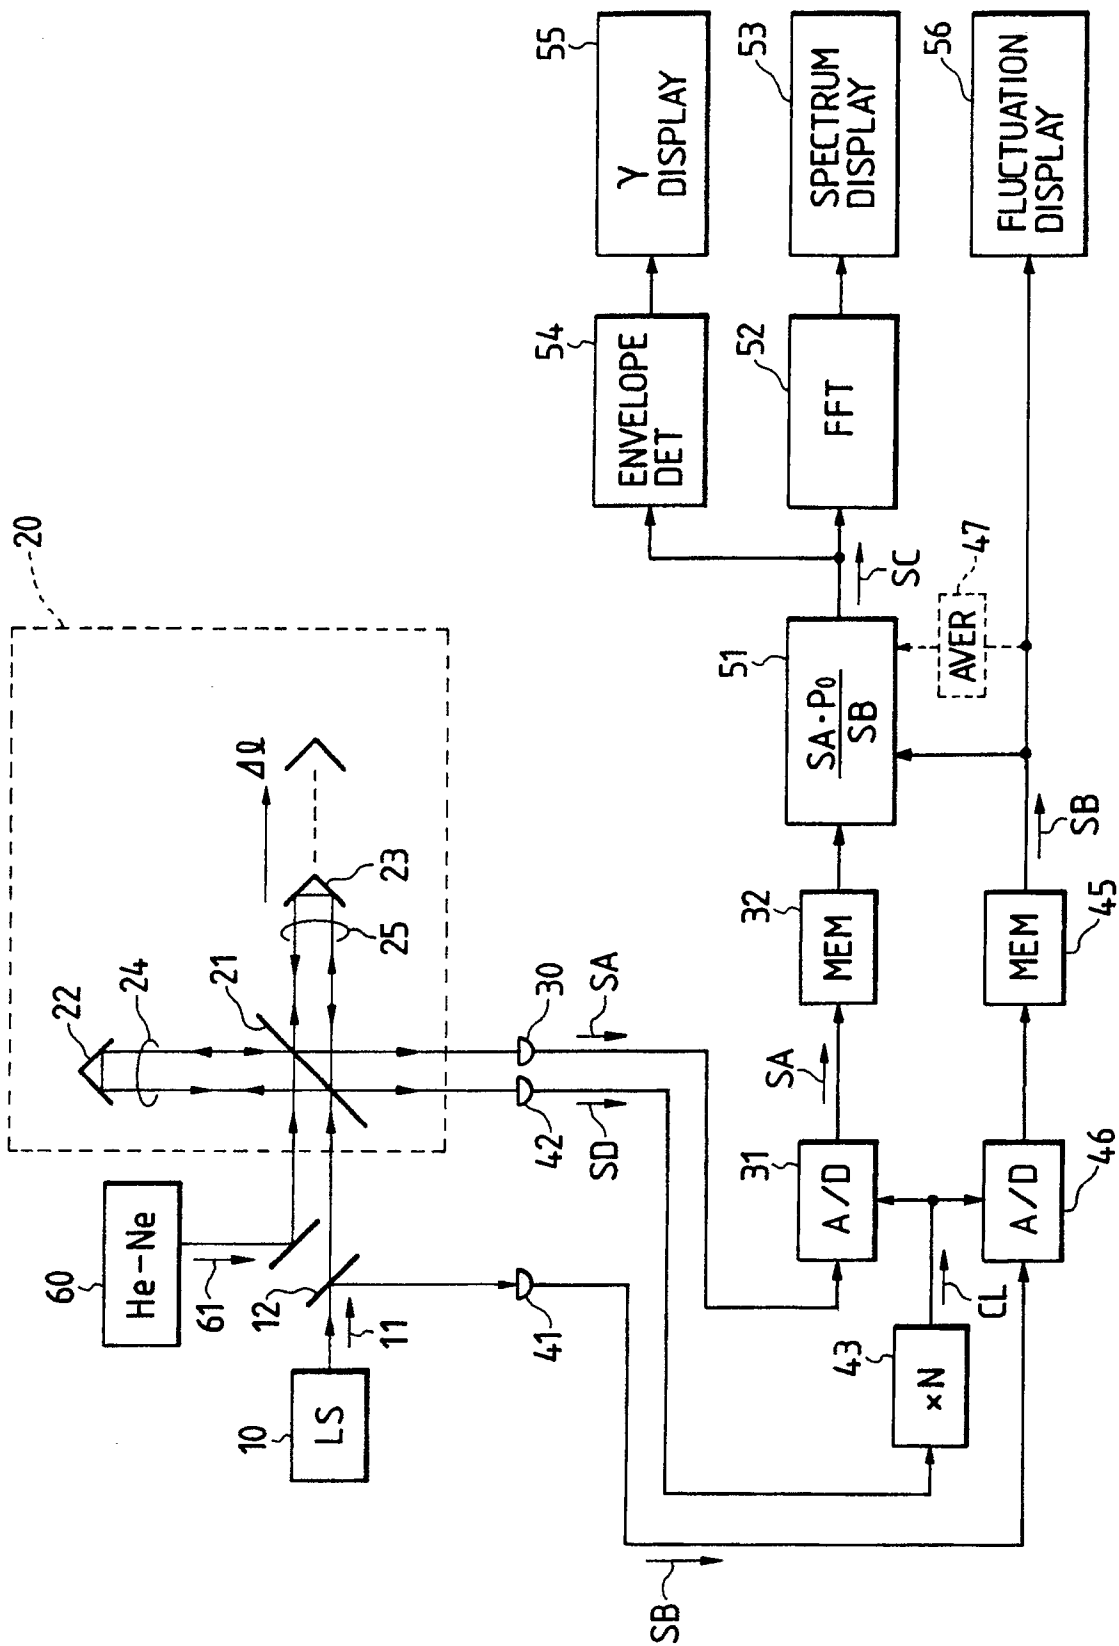 20
60
He-Ne
61
22
24
21
Δℓ
23
25
10
LS
11
12
41
42
30
SD
SA
SB
31
A/D
SA
32
MEM
51
SA·P0
SB
SC
54
ENVELOPE
DET
55
γ
DISPLAY
52
FFT
53
SPECTRUM
DISPLAY
43
×N
CL
46
A/D
45
MEM
SB
47
AVER
56
FLUCTUATION
DISPLAY